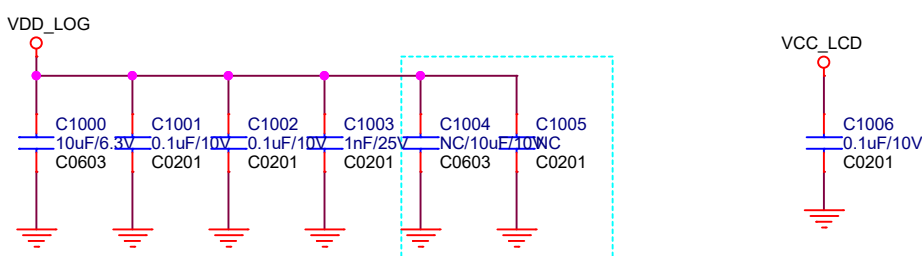 VDD_LOG
VCC_LCD
C1000
10uF/6.3V
C0603
C1001
0.1uF/10V
C0201
C1002
0.1uF/10V
C0201
C1003
1nF/25V
C0201
C1004
NC/10uF/10V
C0603
C1005
NC
C0201
C1006
0.1uF/10V
C0201